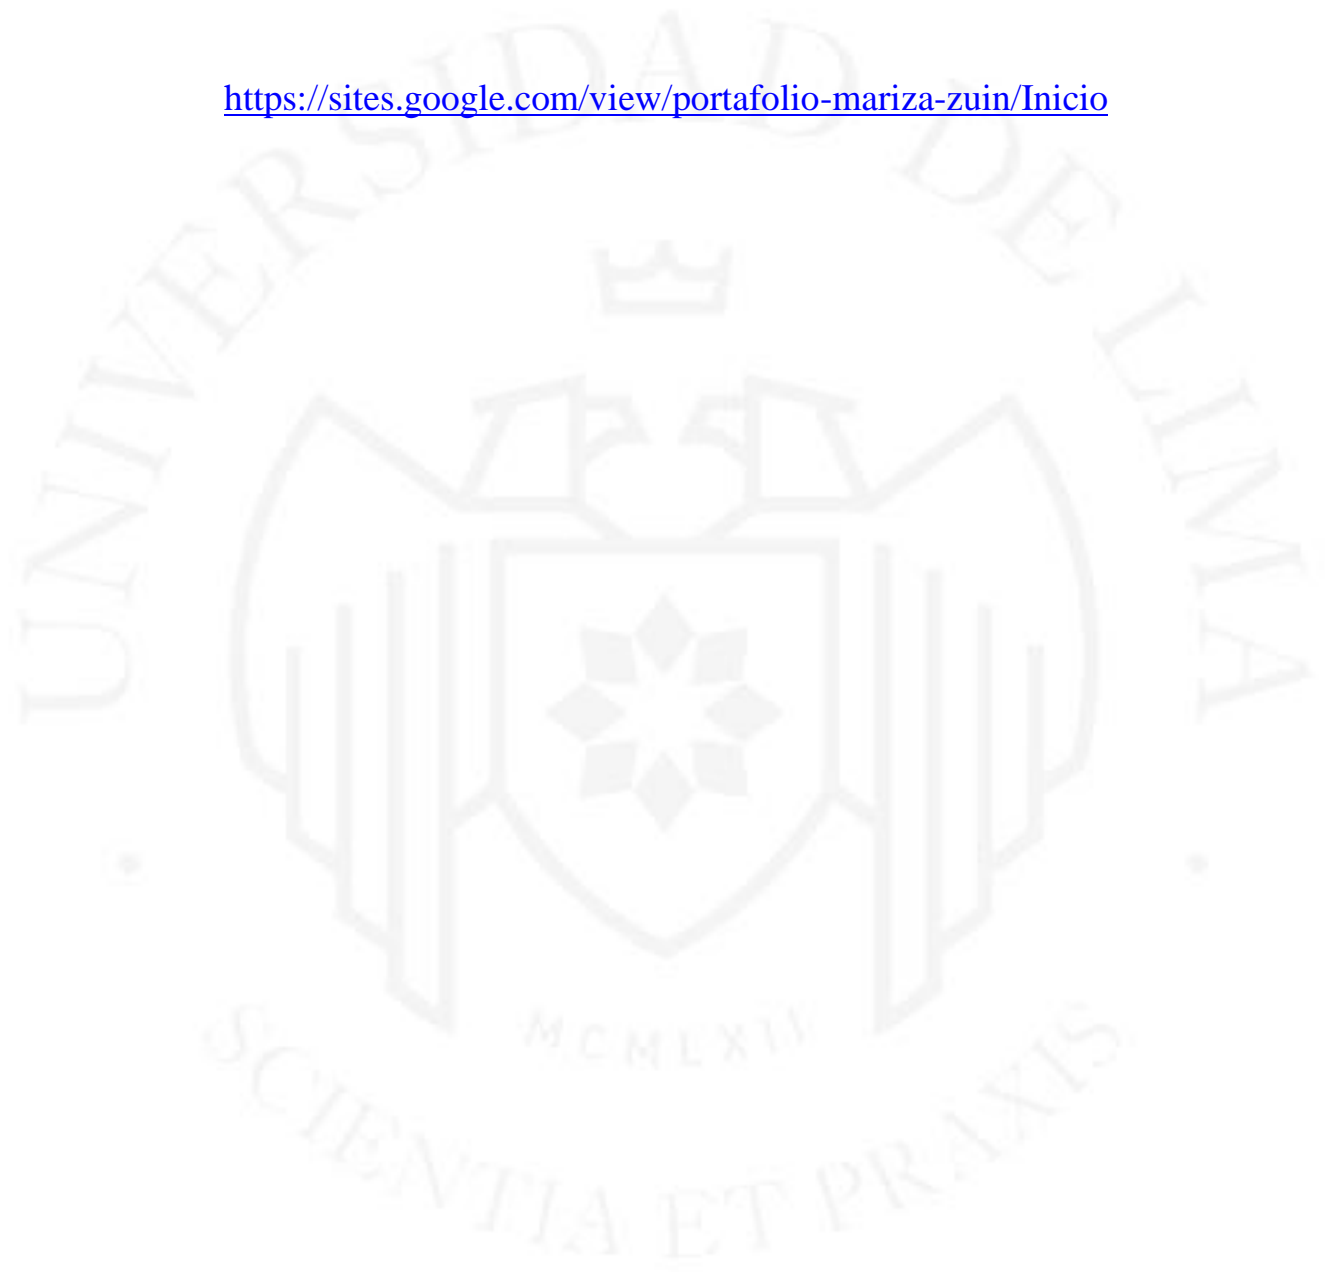 https://sites.google.com/view/portafolio-mariza-zuin/Inicio
UNIVERSIDAD DE LIMA
MCMLXII
SCIENTIA ET PRAXIS